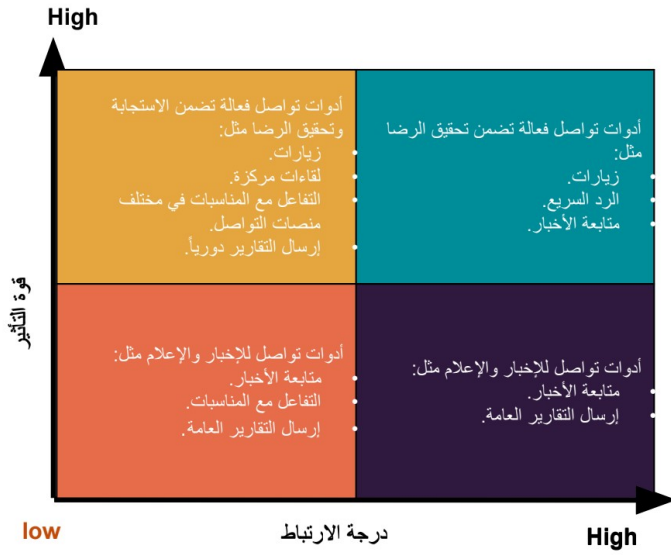 High
أدوات تواصل فعالة تضمن الاستجابة
وتحقيق الرضا مثل:
زيارات.
لقاءات مركزة.
التفاعل مع المناسبات في مختلف
منصات التواصل.
إرسال التقارير دورياً.
أدوات تواصل فعالة تضمن تحقيق الرضا
مثل:
زيارات.
الرد السريع.
متابعة الأخبار.
قوة التأثير
أدوات تواصل للإخبار والإعلام مثل:
متابعة الأخبار.
التفاعل مع المناسبات.
إرسال التقارير العامة.
أدوات تواصل للإخبار والإعلام مثل:
متابعة الأخبار.
إرسال التقارير العامة.
low
درجة الارتباط
High